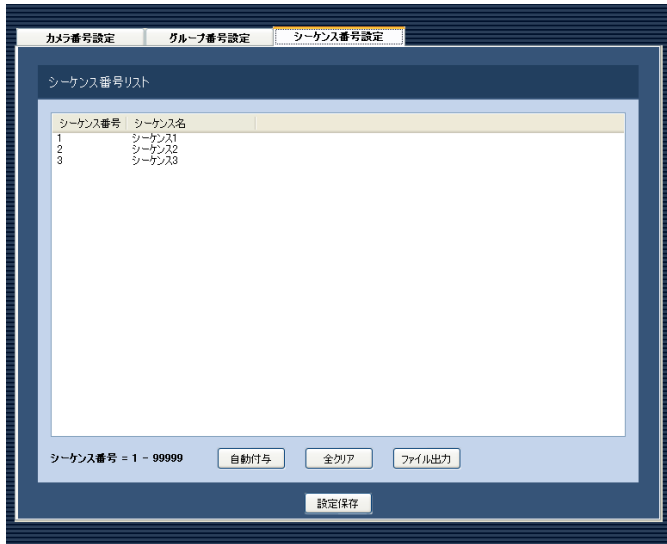 カメラ番号設定 グループ番号設定 シーケンス番号設定
シーケンス番号リスト
シーケンス番号 シーケンス名
1 シーケンス1
2 シーケンス2
3 シーケンス3
シーケンス番号 = 1 - 99999 自動付与 全クリア ファイル出力
設定保存